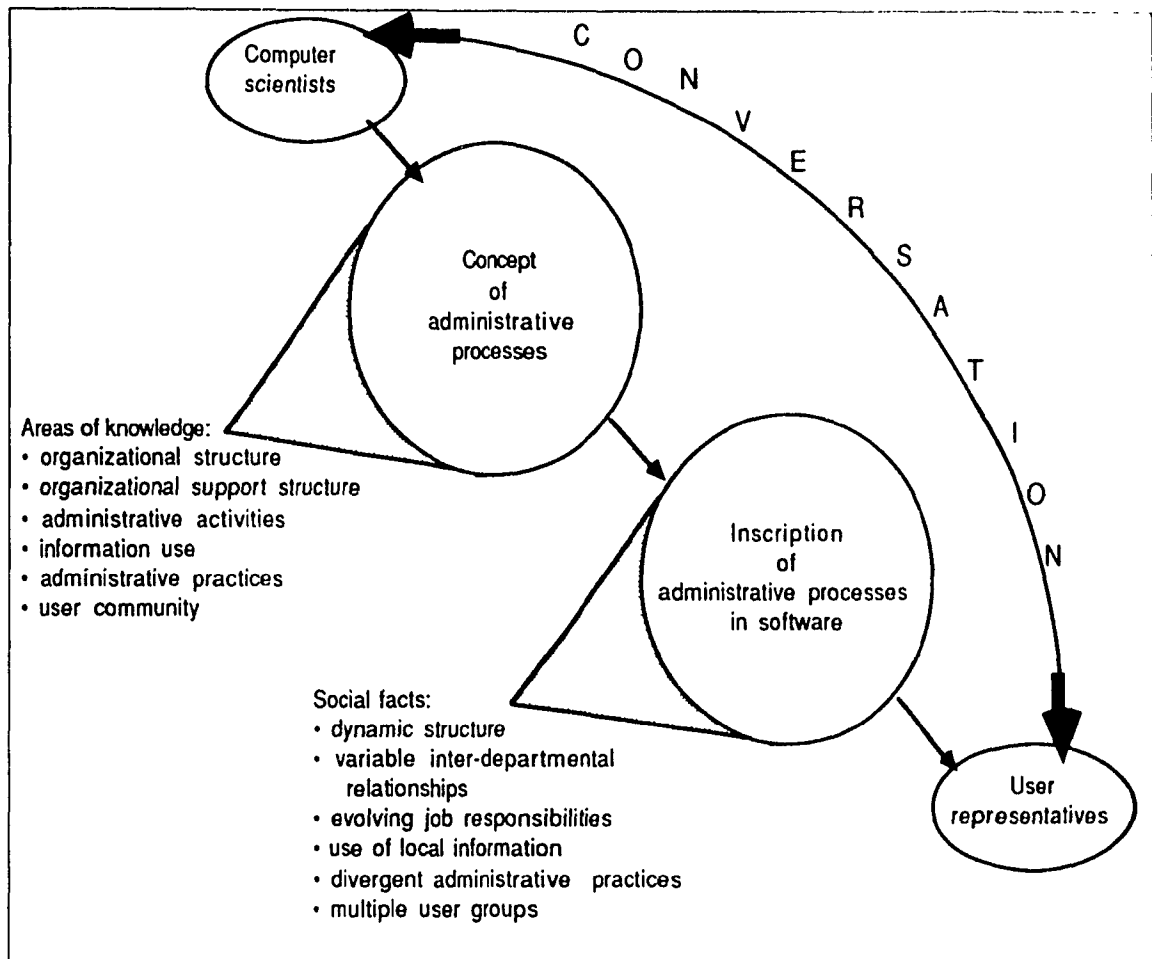 Computer
scientists
C O N V E R S A T I O N
Concept
of
administrative
processes
Areas of knowledge:
• organizational structure
• organizational support structure
• administrative activities
• information use
• administrative practices
• user community
Inscription
of
administrative processes
in software
Social facts:
• dynamic structure
• variable inter-departmental
relationships
• evolving job responsibilities
• use of local information
• divergent administrative practices
• multiple user groups
User
representatives